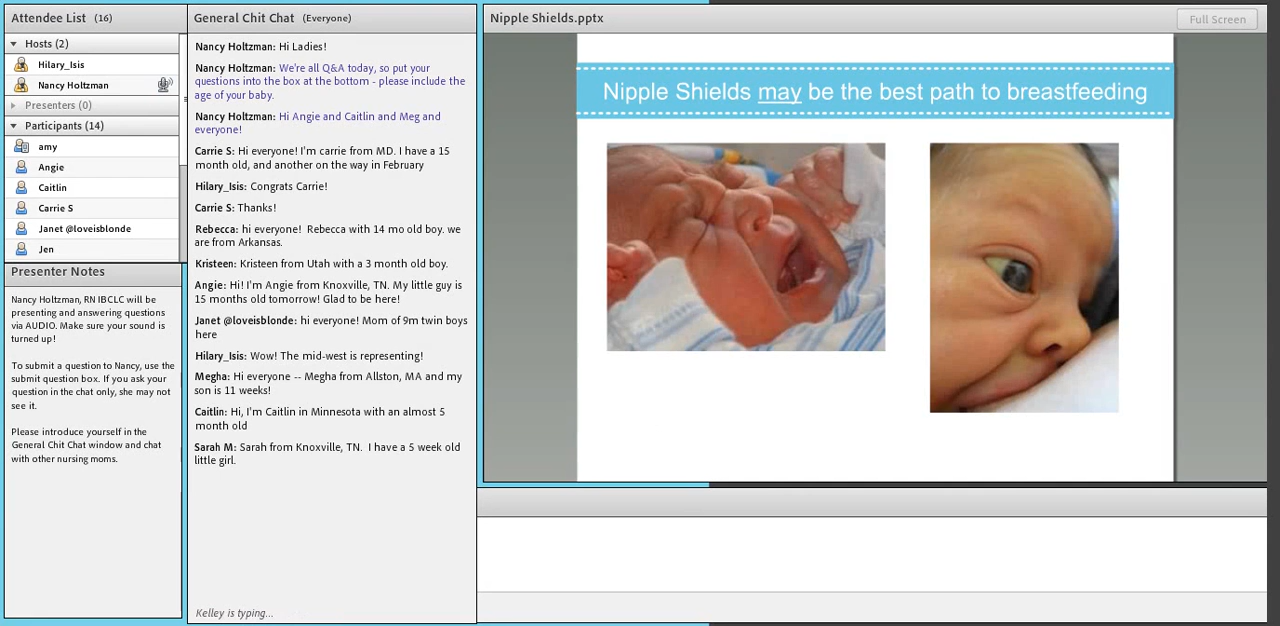 Attendee List (16)
Hosts (2)
Hilary_Isis
Nancy Holtzman
Presenters (0)
Participants (14)
amy
Angie
Caitlin
Carrie S
Janet @loveisblonde
Jen
Presenter Notes
Nancy Holtzman, RN IBCLC will be
presenting and answering questions
via AUDIO. Make sure your sound is
turned up!
To submit a question to Nancy, use the
submit question box. If you ask your
question in the chat only, she may not
see it.
Please introduce yourself in the
General Chit Chat window and chat
with other nursing moms.
General Chit Chat (Everyone)
Nancy Holtzman: Hi Ladies!
Nancy Holtzman: We're all Q&A today, so put your
questions into the box at the bottom - please include the
age of your baby.
Nancy Holtzman: Hi Angie and Caitlin and Meg and
everyone!
Carrie S: Hi everyone! I'm carrie from MD. I have a 15
month old, and another on the way in February
Hilary_Isis: Congrats Carrie!
Carrie S: Thanks!
Rebecca: hi everyone! Rebecca with 14 mo old boy. we
are from Arkansas.
Kristeen: Kristeen from Utah with a 3 month old boy.
Angie: Hi! I'm Angie from Knoxville, TN. My little guy is
15 months old tomorrow! Glad to be here!
Janet @loveisblonde: hi everyone! Mom of 9m twin boys
here
Hilary_Isis: Wow! The mid-west is representing!
Megha: Hi everyone -- Megha from Allston, MA and my
son is 11 weeks!
Caitlin: Hi, I'm Caitlin in Minnesota with an almost 5
month old
Sarah M: Sarah from Knoxville, TN. I have a 5 week old
little girl.
Kelley is typing...
Nipple Shields.pptx
Full Screen
Nipple Shields may be the best path to breastfeeding